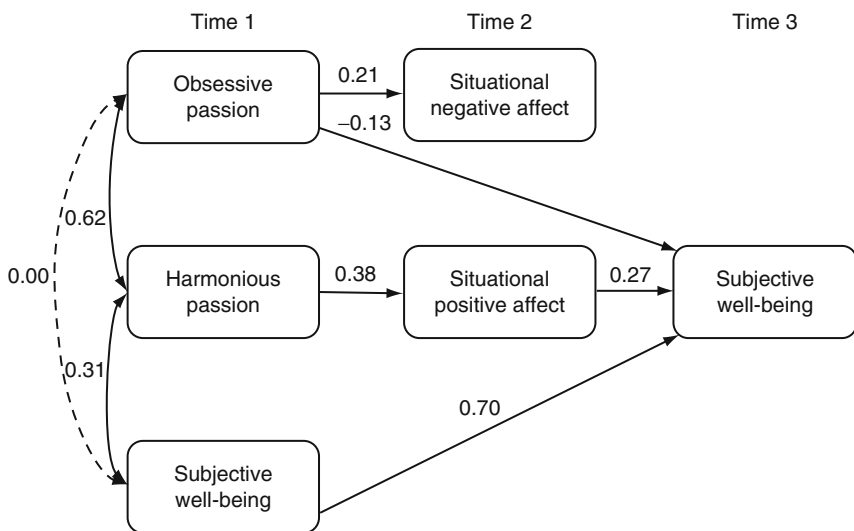 Time 1
Time 2
Time 3
Obsessive
passion
0.21
Situational
negative affect
–0.13
0.62
0.00
Harmonious
passion
0.38
Situational
positive affect
0.27
Subjective
well-being
0.31
0.70
Subjective
well-being